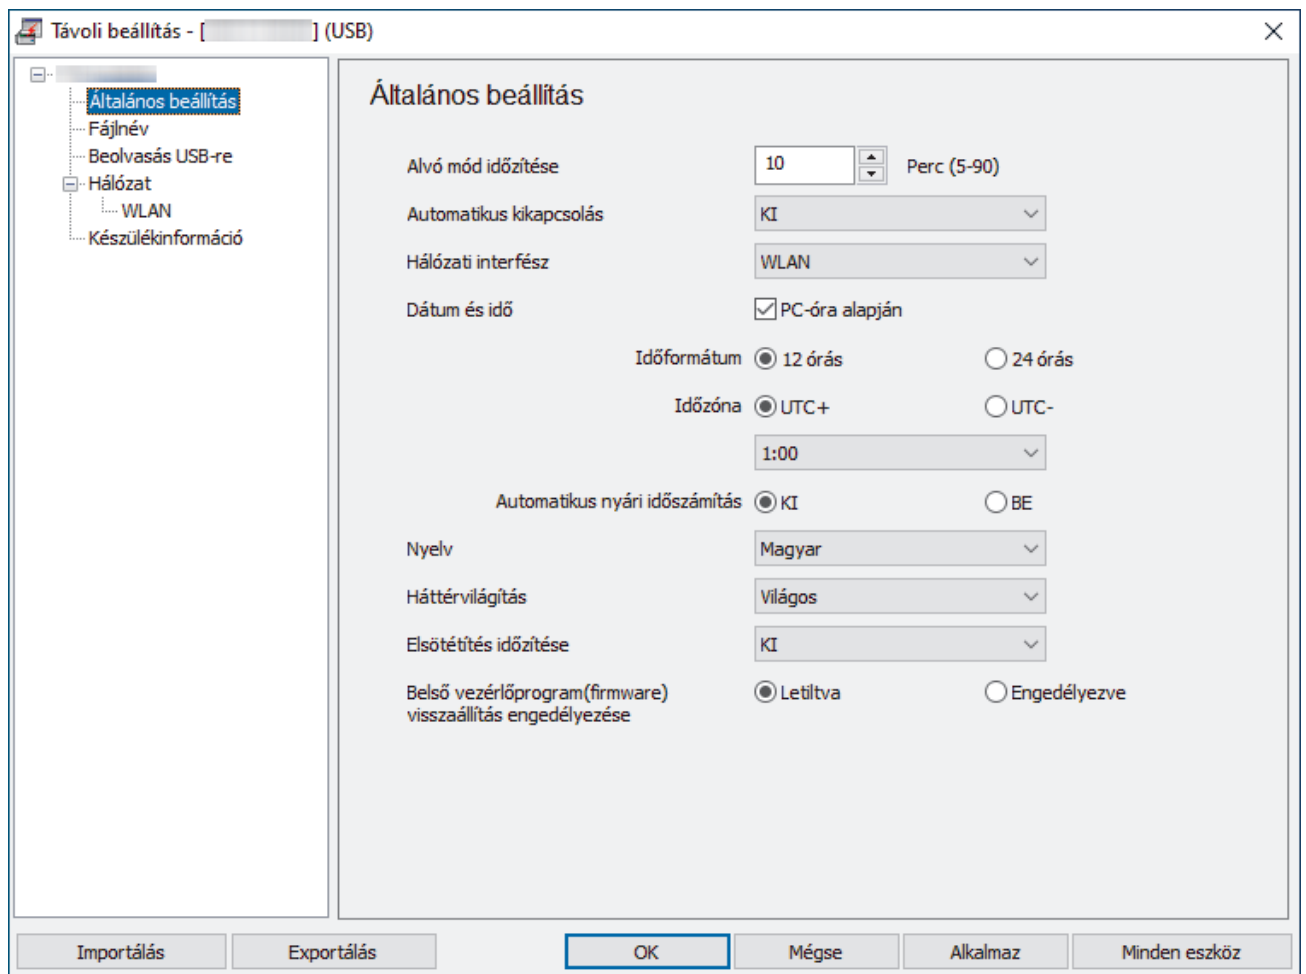 Távoli beállítás - [ ] (USB)
Általános beállítás
Fájlnév
Beolvasás USB-re
Hálózat
WLAN
Készülékinformáció
Általános beállítás
Alvó mód időzítése 10 Perc (5-90)
Automatikus kikapcsolás KI
Hálózati interfész WLAN
Dátum és idő PC-óra alapján
Időformátum 12 órás 24 órás
Időzóna UTC+ UTC-
1:00
Automatikus nyári időszámítás KI BE
Nyelv Magyar
Háttérvilágítás Világos
Elsötétítés időzítése KI
Belső vezérlőprogram(firmware) Letiltva Engedélyezve
visszaállítás engedélyezése
Importálás Exportálás OK Mégse Alkalmaz Minden eszköz